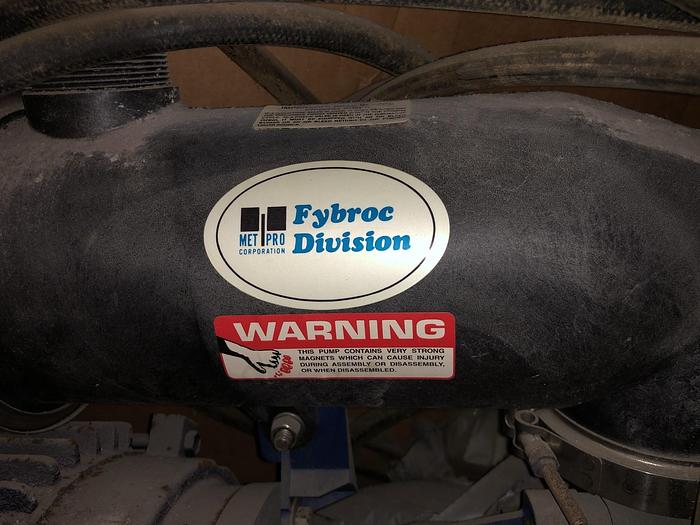 Fybroc
Division
MET PRO
CORPORATION
WARNING
THIS PUMP CONTAINS VERY STRONG
MAGNETS WHICH CAN CAUSE INJURY
DURING ASSEMBLY OR DISASSEMBLY,
OR WHEN DISASSEMBLED.